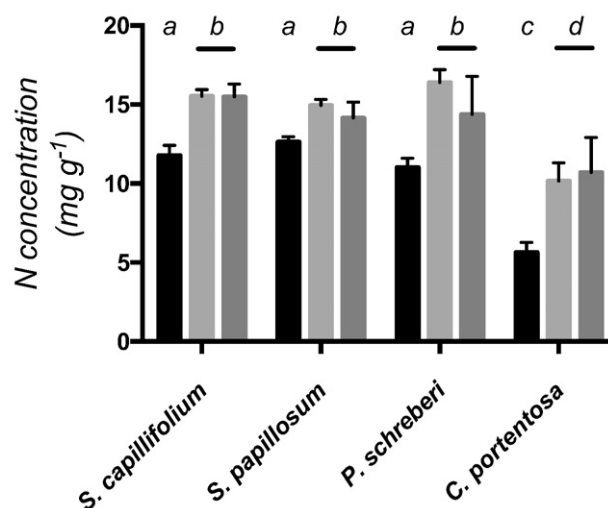 a b a b a b c d
20
15
10
5
0
N concentration
(mg g-1)
S. capillifolium
S. papillosum
P. schreberi
C. portentosa